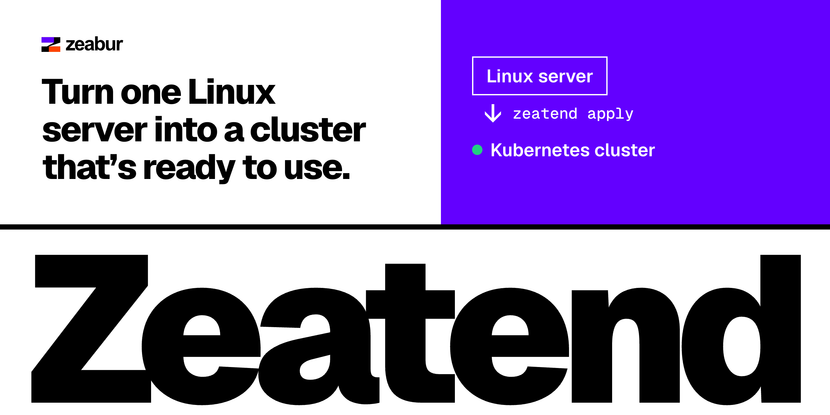 zeabur
Turn one Linux
server into a cluster
that’s ready to use.
Linux server
zeatend apply
Kubernetes cluster
Zeatend